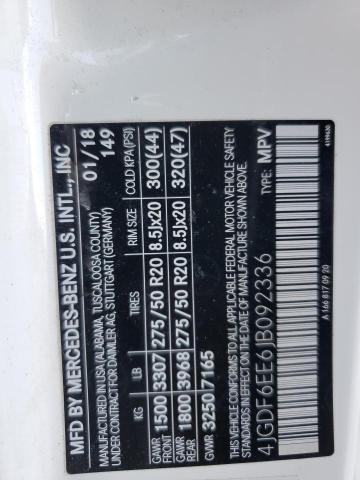 MFD BY MERCEDES-BENZ U.S. INTL., INC
MANUFACTURED IN USA (ALABAMA, TUSCALOOSA COUNTY) 01/18
UNDER CONTRACT FOR DAIMLER AG, STUTTGART (GERMANY) 149
KG LB TIRES RIM SIZE COLD KPA (PSI)
GAWR FRONT 1500 3307 275/50 R20 8.5Jx20 300(44)
GAWR REAR 1800 3968 275/50 R20 8.5Jx20 320(47)
GVWR 3250 7165
THIS VEHICLE CONFORMS TO ALL APPLICABLE FEDERAL MOTOR VEHICLE SAFETY STANDARDS IN EFFECT ON THE DATE OF MANUFACTURE SHOWN ABOVE.
4JGDF6EE6JB092336 TYPE: MPV
A 166 817 09 20
4199630